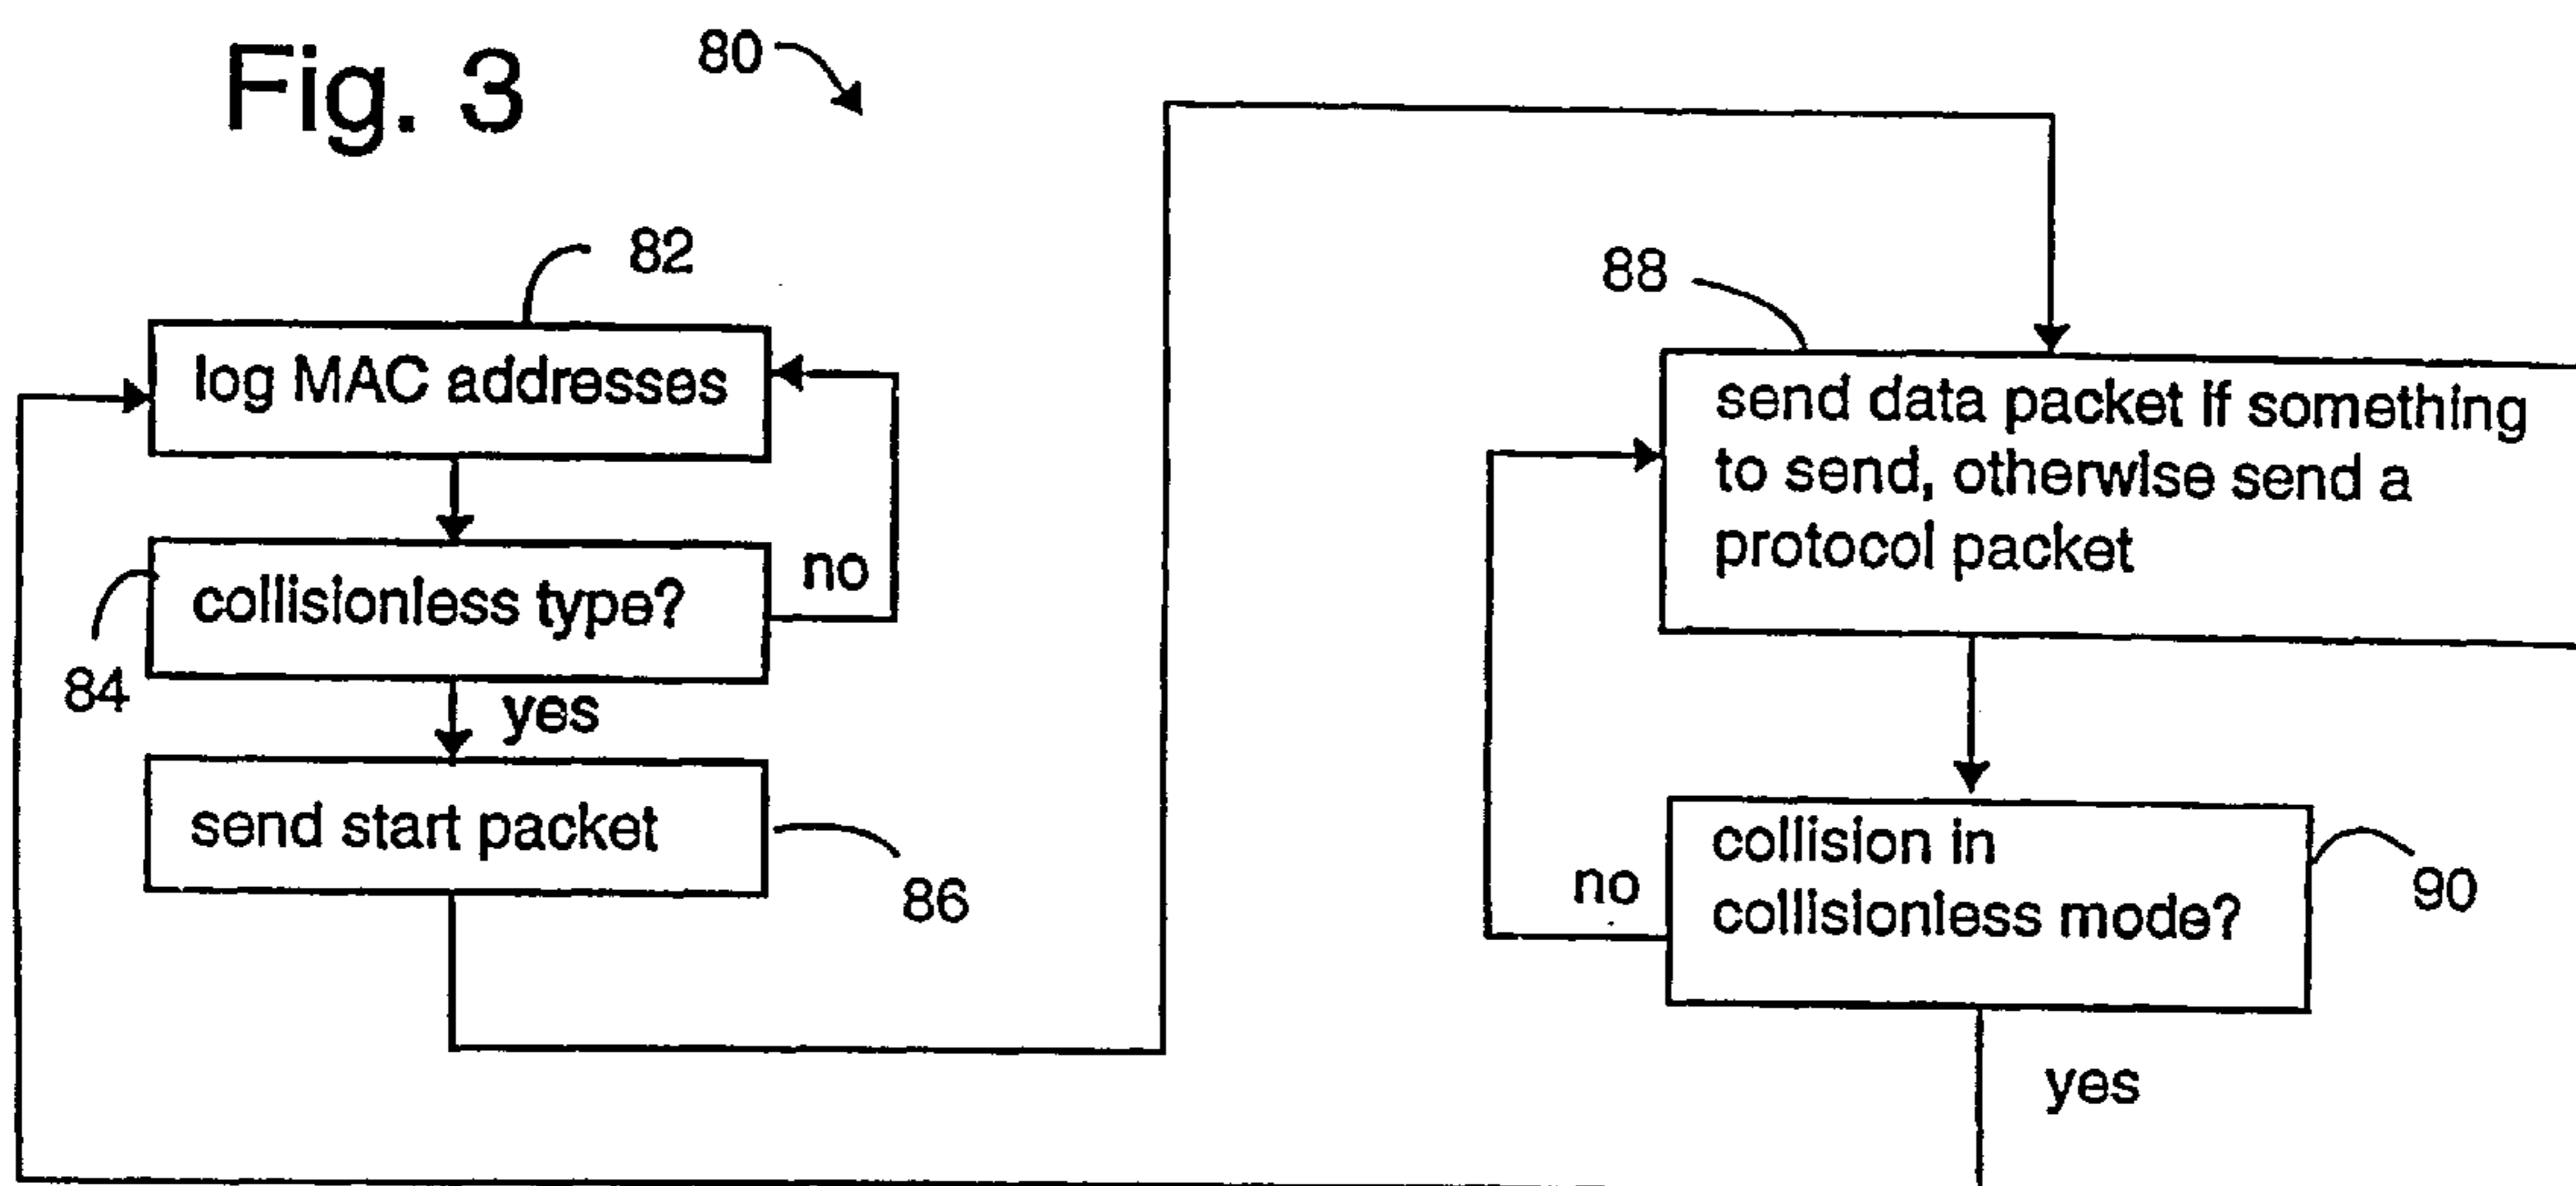 Fig. 3
80
82
log MAC addresses
84
collisionless type?
no
yes
send start packet
86
88
send data packet if something
to send, otherwise send a
protocol packet
collision in
collisionless mode?
90
no
yes